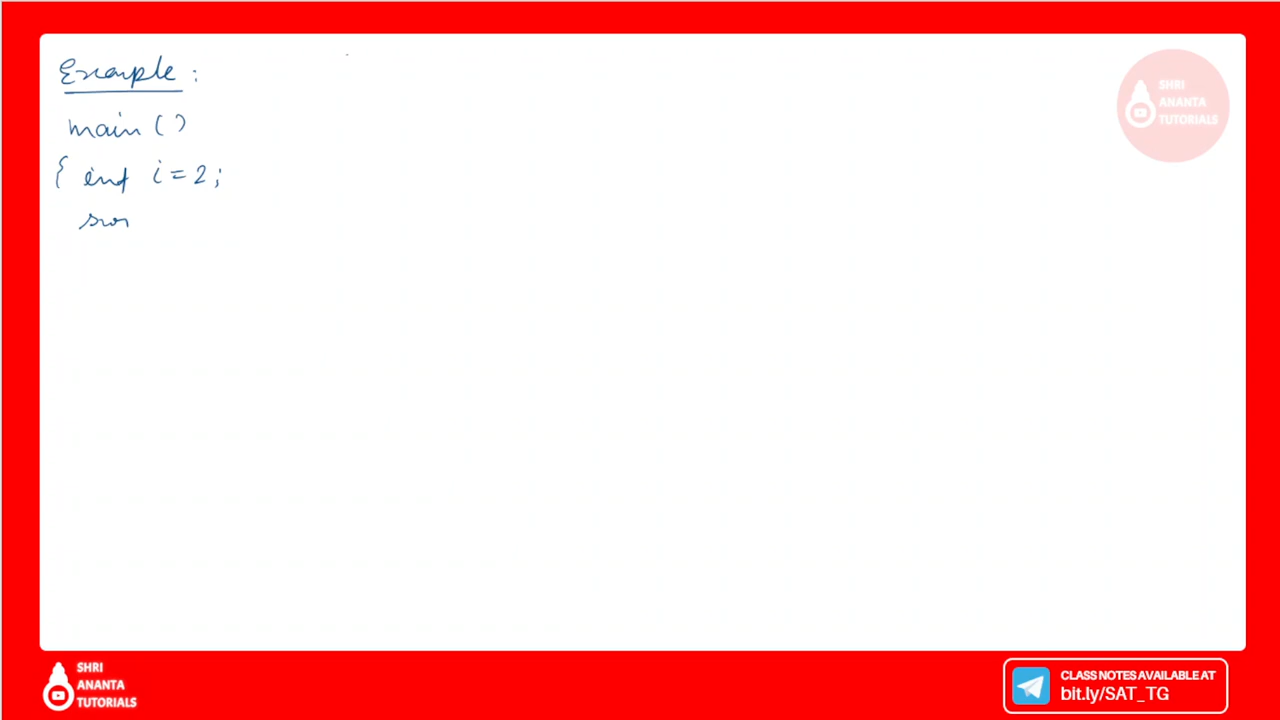 Example :
main ( )
{ int i = 2 ;
SHRI
ANANTA
TUTORIALS
SHRI
ANANTA
TUTORIALS
CLASS NOTES AVAILABLE AT
bit.ly/SAT_TG